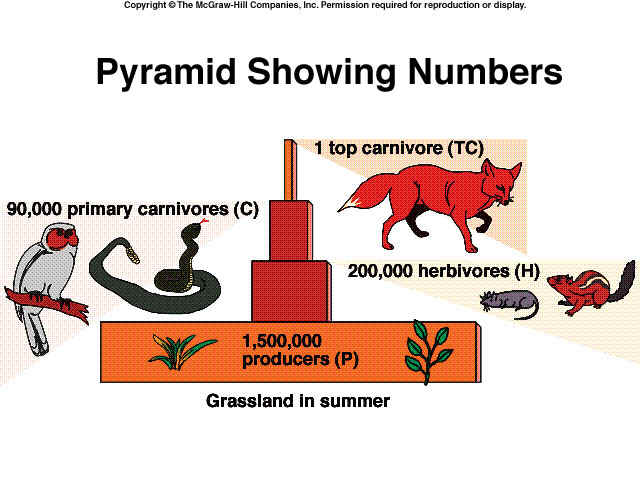 Copyright © The McGraw-Hill Companies, Inc. Permission required for reproduction or display.
Pyramid Showing Numbers
1 top carnivore (TC)
90,000 primary carnivores (C)
200,000 herbivores (H)
1,500,000
producers (P)
Grassland in summer